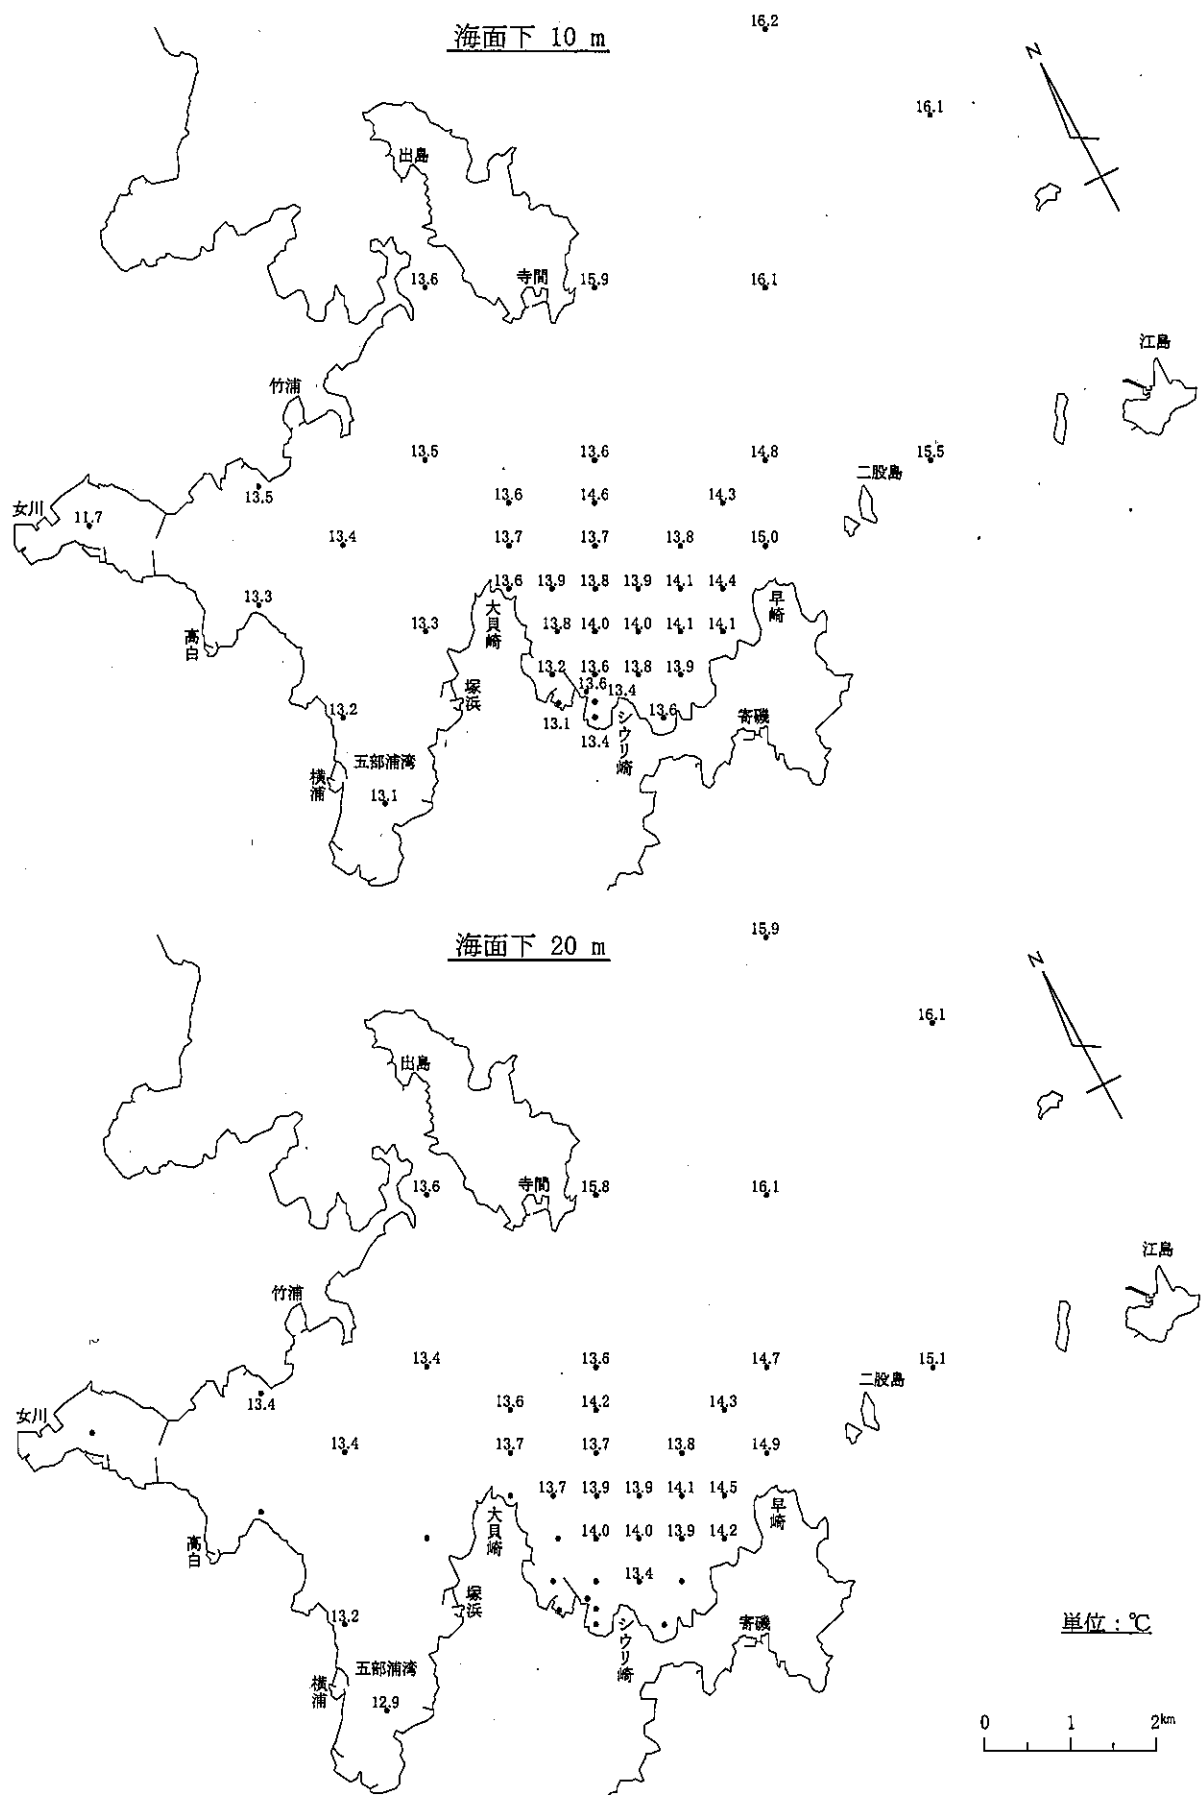 海面下 10 m
16.2
N
16.1
出島
13.6
寺間
15.9
16.1
江島
竹浦
13.5
13.6
14.8
15.5
二股島
13.5
13.6
14.6
14.3
女川
11.7
13.4
13.7
13.7
13.8
15.0
13.3
13.6
13.9
13.8
13.9
14.1
14.4
早崎
大貝崎
高白
13.3
13.8
14.0
14.0
14.1
14.1
13.2
13.6
13.8
13.9
塚浜
13.6
13.4
13.2
13.1
13.4
シウリ崎
13.6
寄磯
五部浦湾
横浦
13.1
海面下 20 m
15.9
N
16.1
出島
13.6
寺間
15.8
16.1
江島
竹浦
13.4
13.6
14.7
15.1
二股島
13.4
13.6
14.2
14.3
女川
13.4
13.7
13.7
13.8
14.9
13.7
13.9
13.9
14.1
14.5
早崎
大貝崎
高白
14.0
14.0
13.9
14.2
13.4
塚浜
13.2
シウリ崎
寄磯
単位：℃
五部浦湾
横浦
12.9
0 1 2km